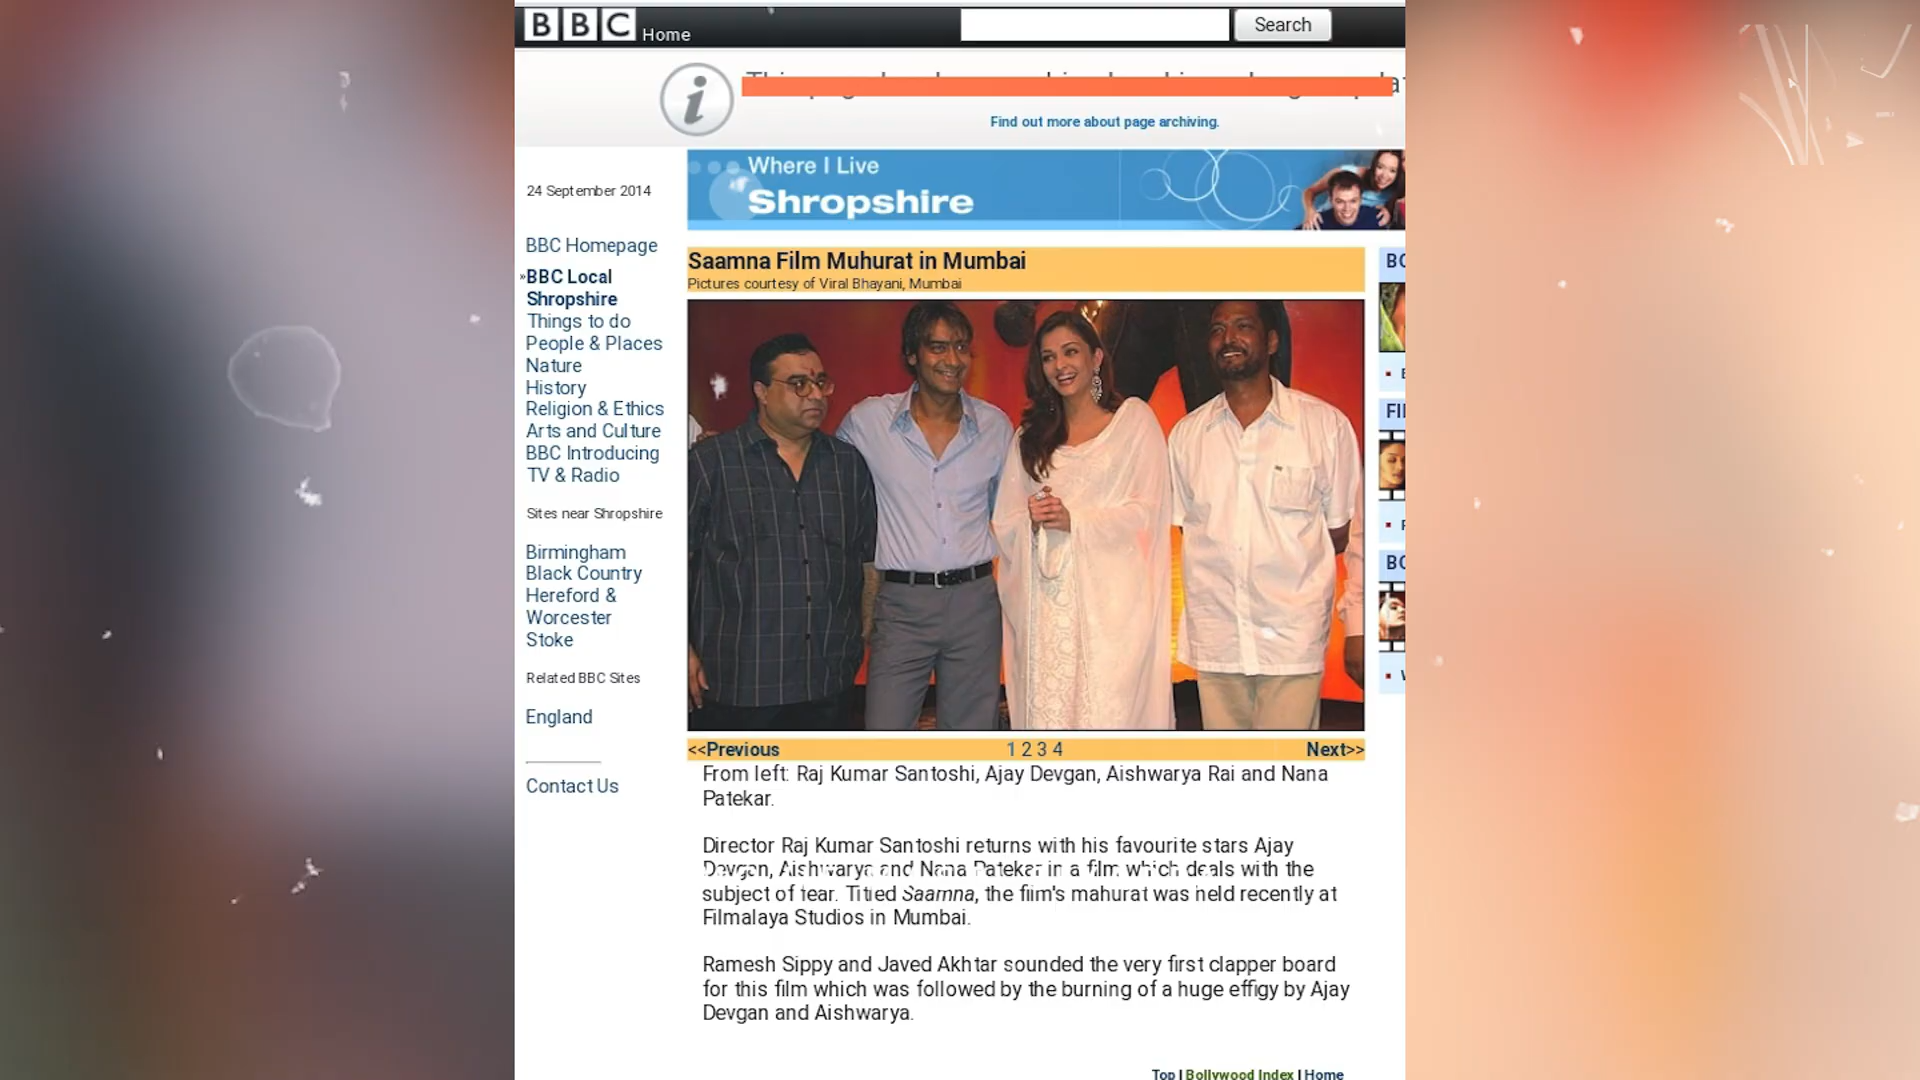 BBC Home
Search
Find out more about page archiving.
Where I Live
Shropshire
24 September 2014
BBC Homepage
»BBC Local
Shropshire
Things to do
People & Places
Nature
History
Religion & Ethics
Arts and Culture
BBC Introducing
TV & Radio
Sites near Shropshire
Birmingham
Black Country
Hereford &
Worcester
Stoke
Related BBC Sites
England
Contact Us
Saamna Film Muhurat in Mumbai
Pictures courtesy of Viral Bhayani, Mumbai
<<Previous 1 2 3 4 Next>>
From left: Raj Kumar Santoshi, Ajay Devgan, Aishwarya Rai and Nana
Patekar.
Director Raj Kumar Santoshi returns with his favourite stars Ajay
Devgan, Aishwarya and Nana Patekar in a film which deals with the
subject of fear. Titled Saamna, the film's mahurat was held recently at
Filmalaya Studios in Mumbai.
Ramesh Sippy and Javed Akhtar sounded the very first clapper board
for this film which was followed by the burning of a huge effigy by Ajay
Devgan and Aishwarya.
Top | Bollywood Index | Home